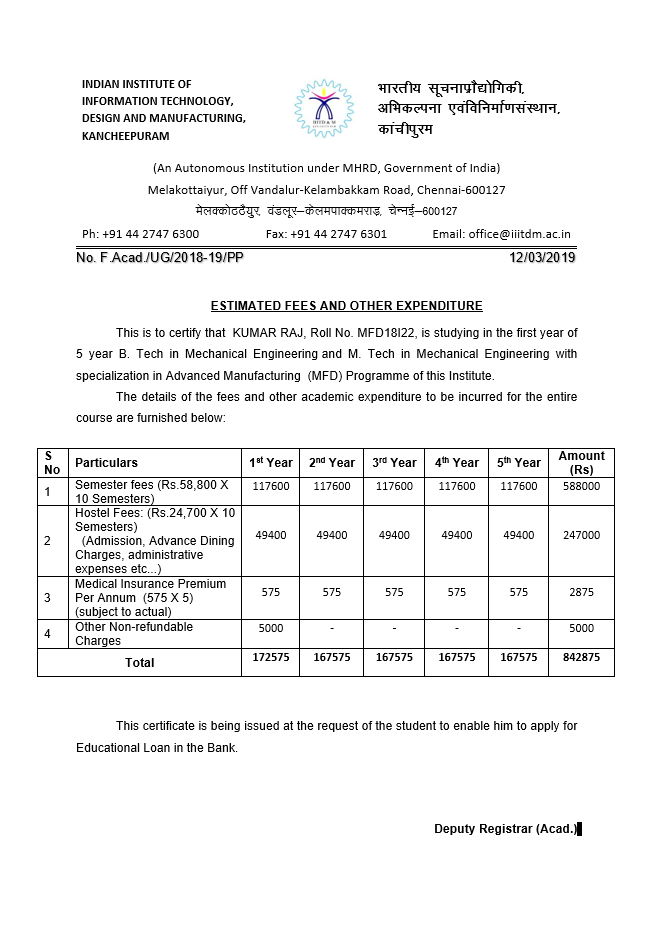 INDIAN INSTITUTE OF
INFORMATION TECHNOLOGY,
DESIGN AND MANUFACTURING,
KANCHEEPURAM
भारतीय सूचनाप्रौद्योगिकी,
अभिकल्पना एवंविनिर्माणसंस्थान,
कांचीपुरम
(An Autonomous Institution under MHRD, Government of India)
Melakottaiyur, Off Vandalur-Kelambakkam Road, Chennai-600127
मेलक्कोठटैयुर, वंडलूर–केलमपाक्कमराड़, चेन्नई–600127
Ph: +91 44 2747 6300 Fax: +91 44 2747 6301 Email: office@iiitdm.ac.in
No. F.Acad./UG/2018-19/PP 12/03/2019
ESTIMATED FEES AND OTHER EXPENDITURE
This is to certify that KUMAR RAJ, Roll No. MFD18I22, is studying in the first year of
5 year B. Tech in Mechanical Engineering and M. Tech in Mechanical Engineering with
specialization in Advanced Manufacturing (MFD) Programme of this Institute.
The details of the fees and other academic expenditure to be incurred for the entire
course are furnished below:
S No Particulars 1st Year 2nd Year 3rd Year 4th Year 5th Year Amount (Rs)
1 Semester fees (Rs.58,800 X 117600 117600 117600 117600 117600 588000
10 Semesters)
2 Hostel Fees: (Rs.24,700 X 10
Semesters)
(Admission, Advance Dining 49400 49400 49400 49400 49400 247000
Charges, administrative
expenses etc...)
3 Medical Insurance Premium
Per Annum (575 X 5) 575 575 575 575 575 2875
(subject to actual)
4 Other Non-refundable 5000 - - - - 5000
Charges
Total 172575 167575 167575 167575 167575 842875
This certificate is being issued at the request of the student to enable him to apply for
Educational Loan in the Bank.
Deputy Registrar (Acad.)